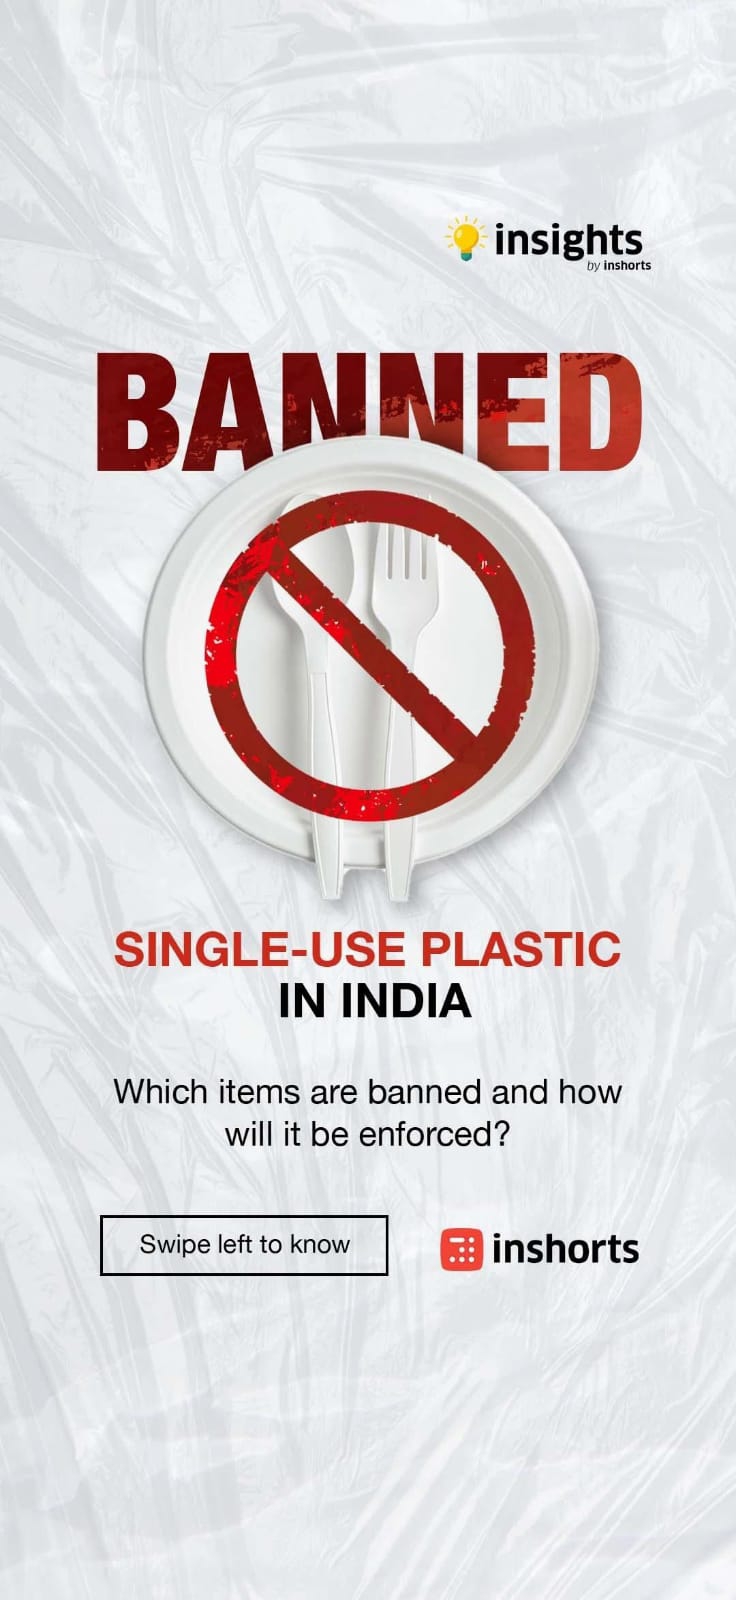 insights
by inshorts
BANNED
SINGLE-USE PLASTIC
IN INDIA
Which items are banned and how
will it be enforced?
Swipe left to know
inshorts